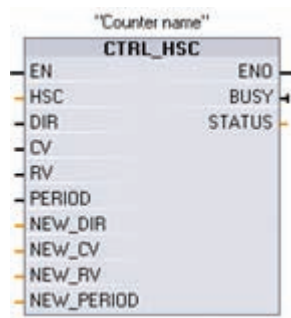 "Counter name"
CTRL_HSC
EN ENO
HSC BUSY
DIR STATUS
CV
RV
PERIOD
NEW_DIR
NEW_CV
NEW_RV
NEW_PERIOD